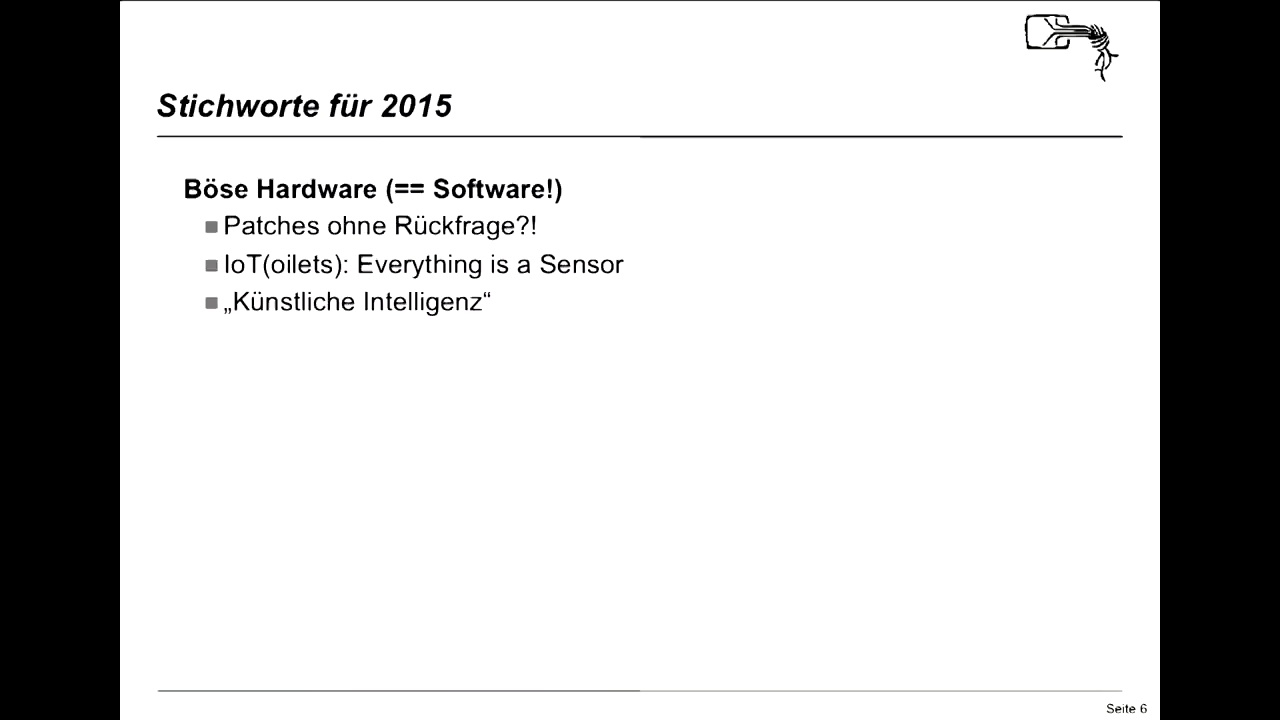 Stichworte für 2015
Böse Hardware (== Software!)
Patches ohne Rückfrage?!
IoT(oilets): Everything is a Sensor
„Künstliche Intelligenz“
Seite 6